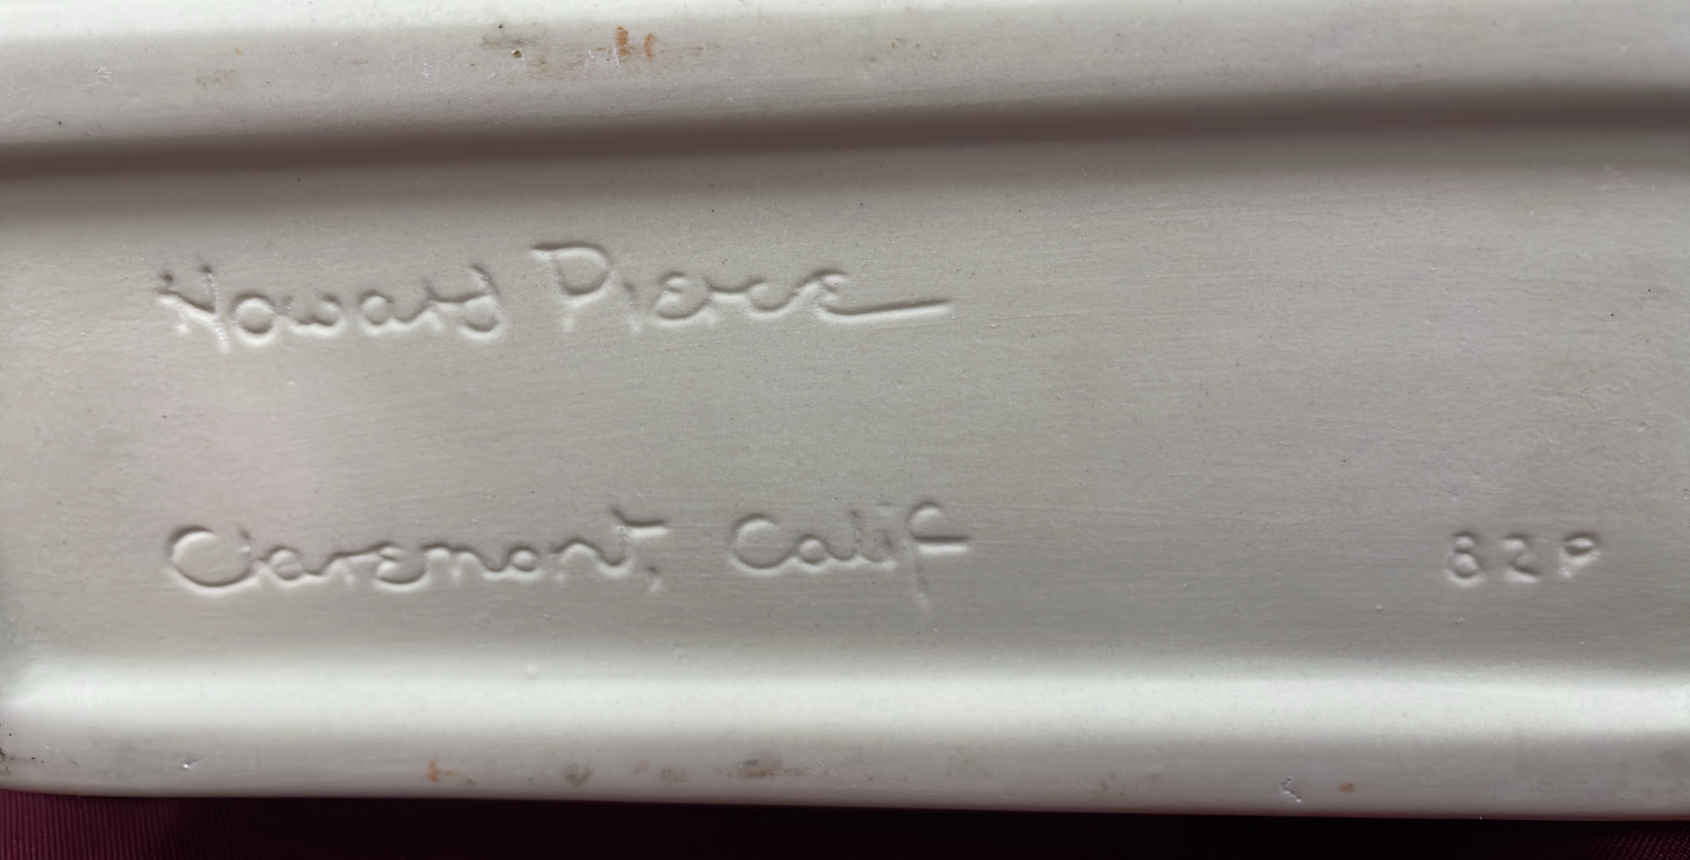 Howard Pierce
Claremont, Calif 82P